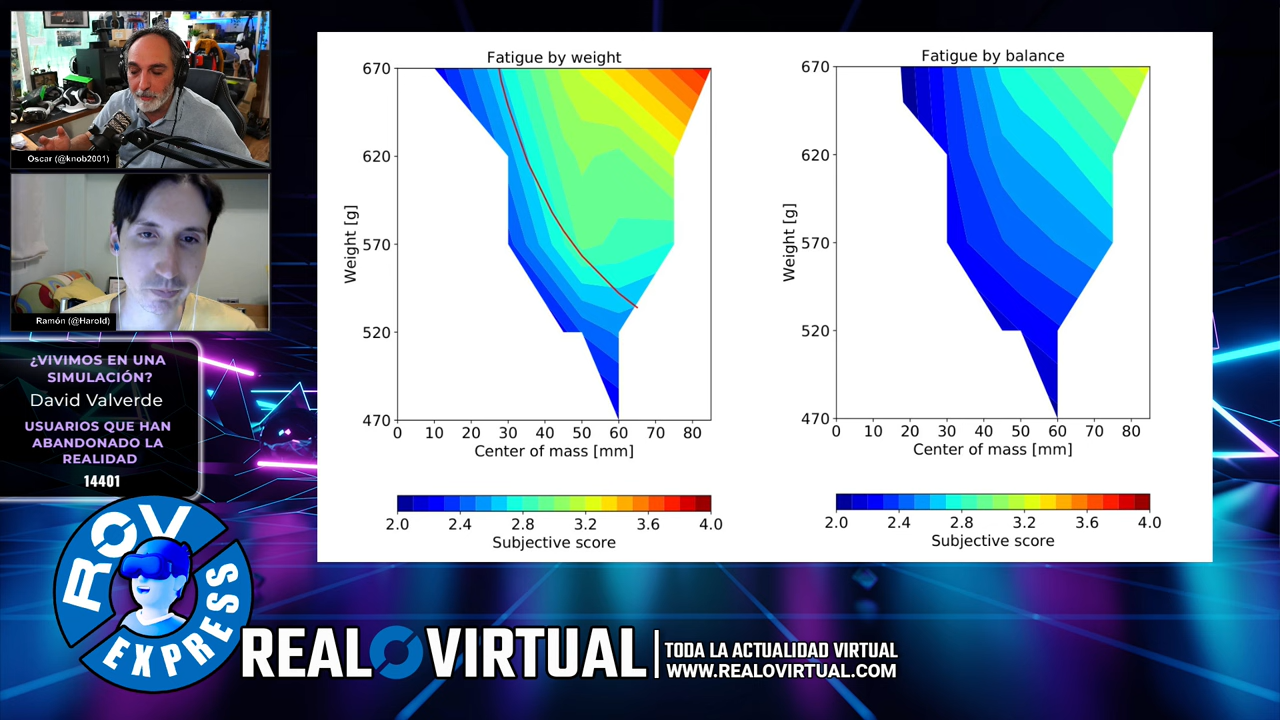 Oscar (@knob2001)
Ramón (@Harold)
¿VIVIMOS EN UNA
SIMULACIÓN?
David Valverde
USUARIOS QUE HAN
ABANDONADO LA
REALIDAD
14401
ROV
EXPRESS
Fatigue by weight
670
620
570
520
470
Weight [g]
0 10 20 30 40 50 60 70 80
Center of mass [mm]
2.0 2.4 2.8 3.2 3.6 4.0
Subjective score
Fatigue by balance
670
620
570
520
470
Weight [g]
0 10 20 30 40 50 60 70 80
Center of mass [mm]
2.0 2.4 2.8 3.2 3.6 4.0
Subjective score
REAL O VIRTUAL
TODA LA ACTUALIDAD VIRTUAL
WWW.REALOVIRTUAL.COM